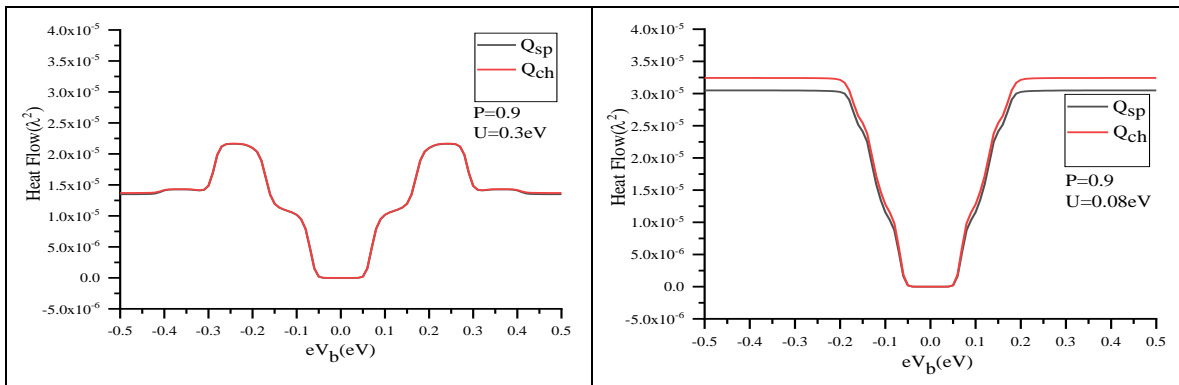 4.0x10⁻⁵
3.5x10⁻⁵
3.0x10⁻⁵
2.5x10⁻⁵
2.0x10⁻⁵
1.5x10⁻⁵
1.0x10⁻⁵
5.0x10⁻⁶
0.0
-5.0x10⁻⁶
Heat Flow(λ²)
Qsp
Qch
P=0.9
U=0.3eV
-0.5 -0.4 -0.3 -0.2 -0.1 0.0 0.1 0.2 0.3 0.4 0.5
eVb(eV)
4.0x10⁻⁵
3.5x10⁻⁵
3.0x10⁻⁵
2.5x10⁻⁵
2.0x10⁻⁵
1.5x10⁻⁵
1.0x10⁻⁵
5.0x10⁻⁶
0.0
-5.0x10⁻⁶
Heat Flow(λ²)
Qsp
Qch
P=0.9
U=0.08eV
-0.5 -0.4 -0.3 -0.2 -0.1 0.0 0.1 0.2 0.3 0.4 0.5
eVb(eV)